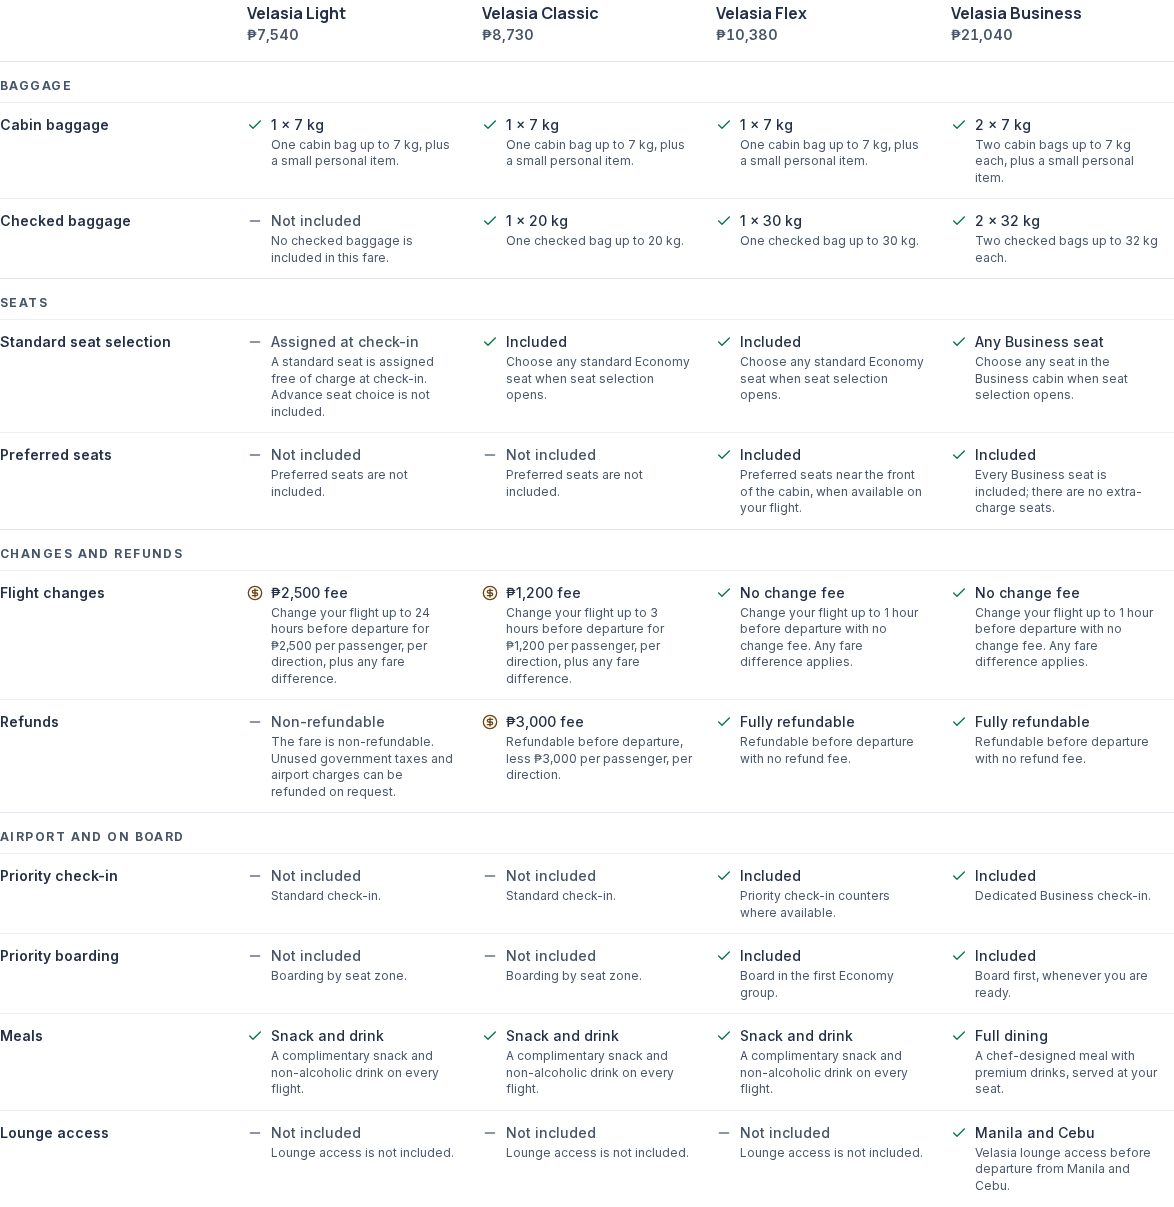 Velasia Light
₱7,540
Velasia Classic
₱8,730
Velasia Flex
₱10,380
Velasia Business
₱21,040
BAGGAGE
Cabin baggage
1 × 7 kg
One cabin bag up to 7 kg, plus
a small personal item.
1 × 7 kg
One cabin bag up to 7 kg, plus
a small personal item.
1 × 7 kg
One cabin bag up to 7 kg, plus
a small personal item.
2 × 7 kg
Two cabin bags up to 7 kg
each, plus a small personal
item.
Checked baggage
Not included
No checked baggage is
included in this fare.
1 × 20 kg
One checked bag up to 20 kg.
1 × 30 kg
One checked bag up to 30 kg.
2 × 32 kg
Two checked bags up to 32 kg
each.
SEATS
Standard seat selection
Assigned at check-in
A standard seat is assigned
free of charge at check-in.
Advance seat choice is not
included.
Included
Choose any standard Economy
seat when seat selection
opens.
Included
Choose any standard Economy
seat when seat selection
opens.
Any Business seat
Choose any seat in the
Business cabin when seat
selection opens.
Preferred seats
Not included
Preferred seats are not
included.
Not included
Preferred seats are not
included.
Included
Preferred seats near the front
of the cabin, when available on
your flight.
Included
Every Business seat is
included; there are no extra-
charge seats.
CHANGES AND REFUNDS
Flight changes
₱2,500 fee
Change your flight up to 24
hours before departure for
₱2,500 per passenger, per
direction, plus any fare
difference.
₱1,200 fee
Change your flight up to 3
hours before departure for
₱1,200 per passenger, per
direction, plus any fare
difference.
No change fee
Change your flight up to 1 hour
before departure with no
change fee. Any fare
difference applies.
No change fee
Change your flight up to 1 hour
before departure with no
change fee. Any fare
difference applies.
Refunds
Non-refundable
The fare is non-refundable.
Unused government taxes and
airport charges can be
refunded on request.
₱3,000 fee
Refundable before departure,
less ₱3,000 per passenger, per
direction.
Fully refundable
Refundable before departure
with no refund fee.
Fully refundable
Refundable before departure
with no refund fee.
AIRPORT AND ON BOARD
Priority check-in
Not included
Standard check-in.
Not included
Standard check-in.
Included
Priority check-in counters
where available.
Included
Dedicated Business check-in.
Priority boarding
Not included
Boarding by seat zone.
Not included
Boarding by seat zone.
Included
Board in the first Economy
group.
Included
Board first, whenever you are
ready.
Meals
Snack and drink
A complimentary snack and
non-alcoholic drink on every
flight.
Snack and drink
A complimentary snack and
non-alcoholic drink on every
flight.
Snack and drink
A complimentary snack and
non-alcoholic drink on every
flight.
Full dining
A chef-designed meal with
premium drinks, served at your
seat.
Lounge access
Not included
Lounge access is not included.
Not included
Lounge access is not included.
Not included
Lounge access is not included.
Manila and Cebu
Velasia lounge access before
departure from Manila and
Cebu.